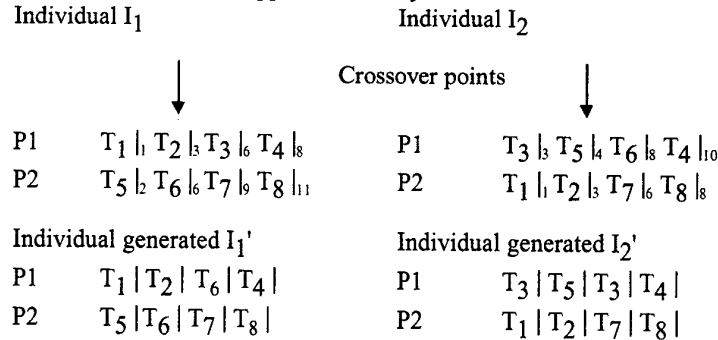 Individual I₁ Individual I₂
Crossover points
P1 T₁ |₁ T₂ |₃ T₃ |₆ T₄ |₈ P1 T₃ |₃ T₅ |₄ T₆ |₈ T₄ |₁₀
P2 T₅ |₂ T₆ |₆ T₇ |₉ T₈ |₁₁ P2 T₁ |₁ T₂ |₃ T₇ |₆ T₈ |₈
Individual generated I₁' Individual generated I₂'
P1 T₁ | T₂ | T₆ | T₄ | P1 T₃ | T₅ | T₃ | T₄ |
P2 T₅ | T₆ | T₇ | T₈ | P2 T₁ | T₂ | T₇ | T₈ |